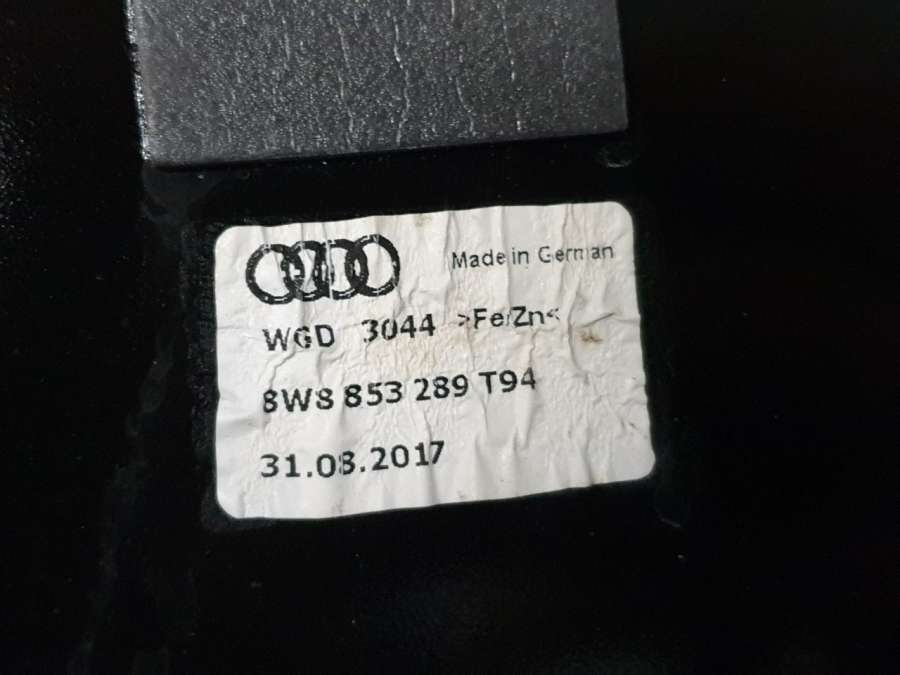 Made in German
WGD 3044 >Fe/Zn<
8W8 853 289 T94
31.08.2017